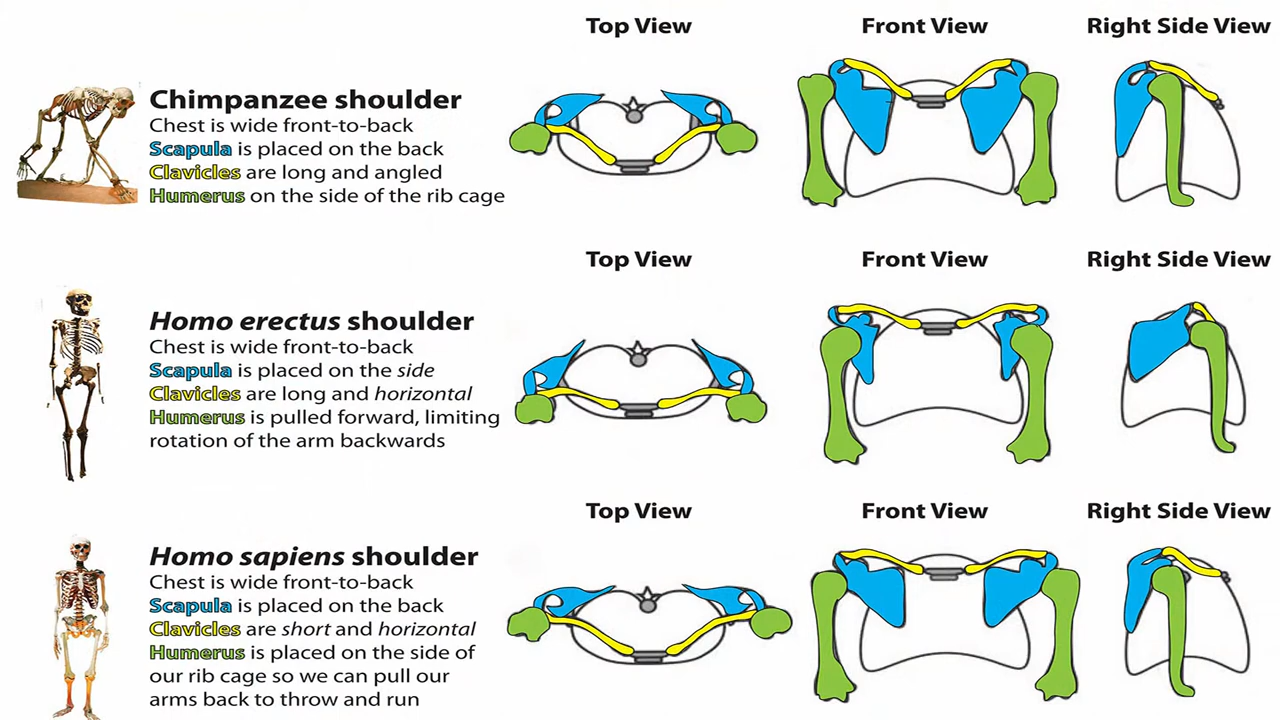 Top View
Front View
Right Side View
Chimpanzee shoulder
Chest is wide front-to-back
Scapula is placed on the back
Clavicles are long and angled
Humerus on the side of the rib cage
Top View
Front View
Right Side View
Homo erectus shoulder
Chest is wide front-to-back
Scapula is placed on the side
Clavicles are long and horizontal
Humerus is pulled forward, limiting
rotation of the arm backwards
Top View
Front View
Right Side View
Homo sapiens shoulder
Chest is wide front-to-back
Scapula is placed on the back
Clavicles are short and horizontal
Humerus is placed on the side of
our rib cage so we can pull our
arms back to throw and run